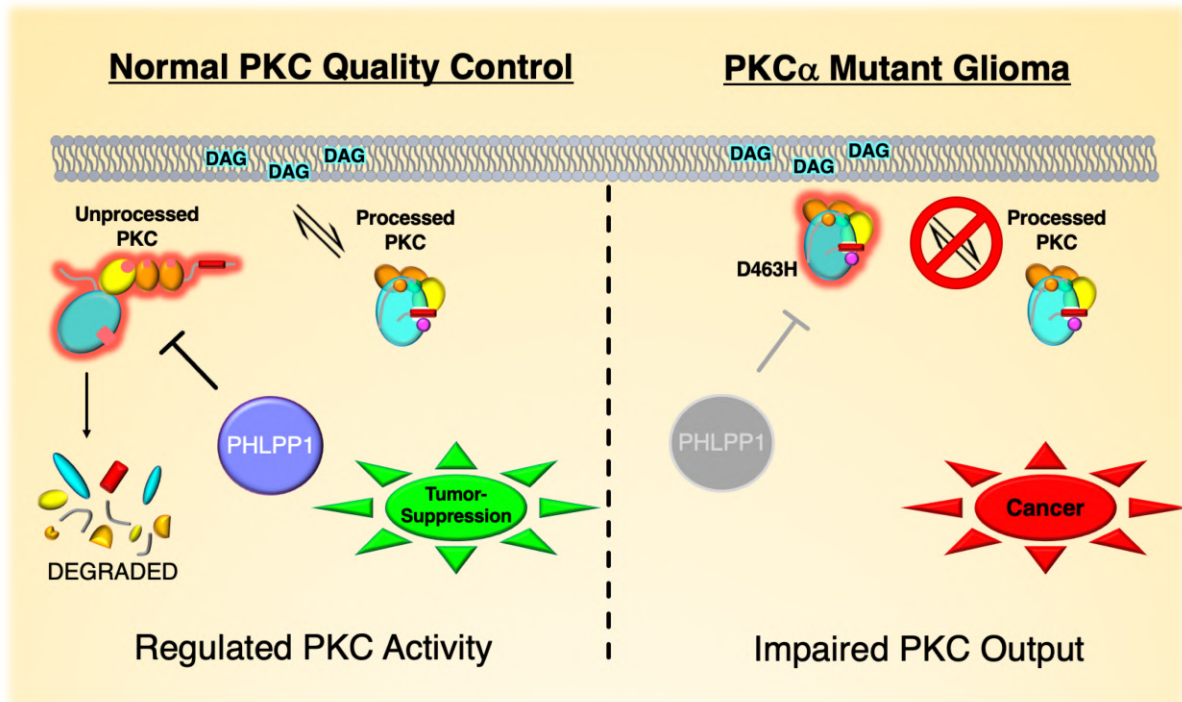 Normal PKC Quality Control
DAG
DAG
DAG
Unprocessed
PKC
Processed
PKC
PHLPP1
DEGRADED
Tumor-
Suppression
Regulated PKC Activity
PKCα Mutant Glioma
DAG
DAG
DAG
D463H
Processed
PKC
PHLPP1
Cancer
Impaired PKC Output